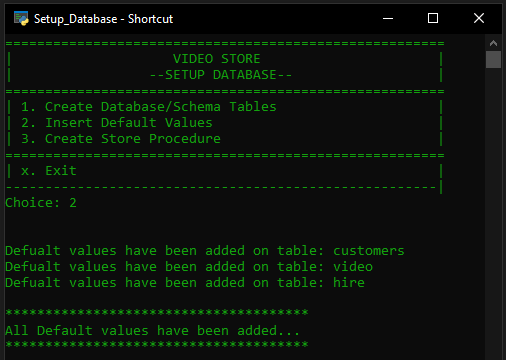 Setup_Database - Shortcut
=======================================================
| VIDEO STORE |
| --SETUP DATABASE-- |
=======================================================
| 1. Create Database/Schema Tables |
| 2. Insert Default Values |
| 3. Create Store Procedure |
=======================================================
| x. Exit |
------------------------------------------------------|
Choice: 2
Defualt values have been added on table: customers
Defualt values have been added on table: video
Defualt values have been added on table: hire
**************************************
All Default values have been added...
**************************************